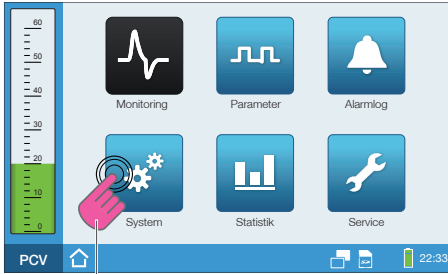 60
50
40
30
20
10
0
Monitoring Parameter Alarmlog
System Statistik Service
PCV 22:33